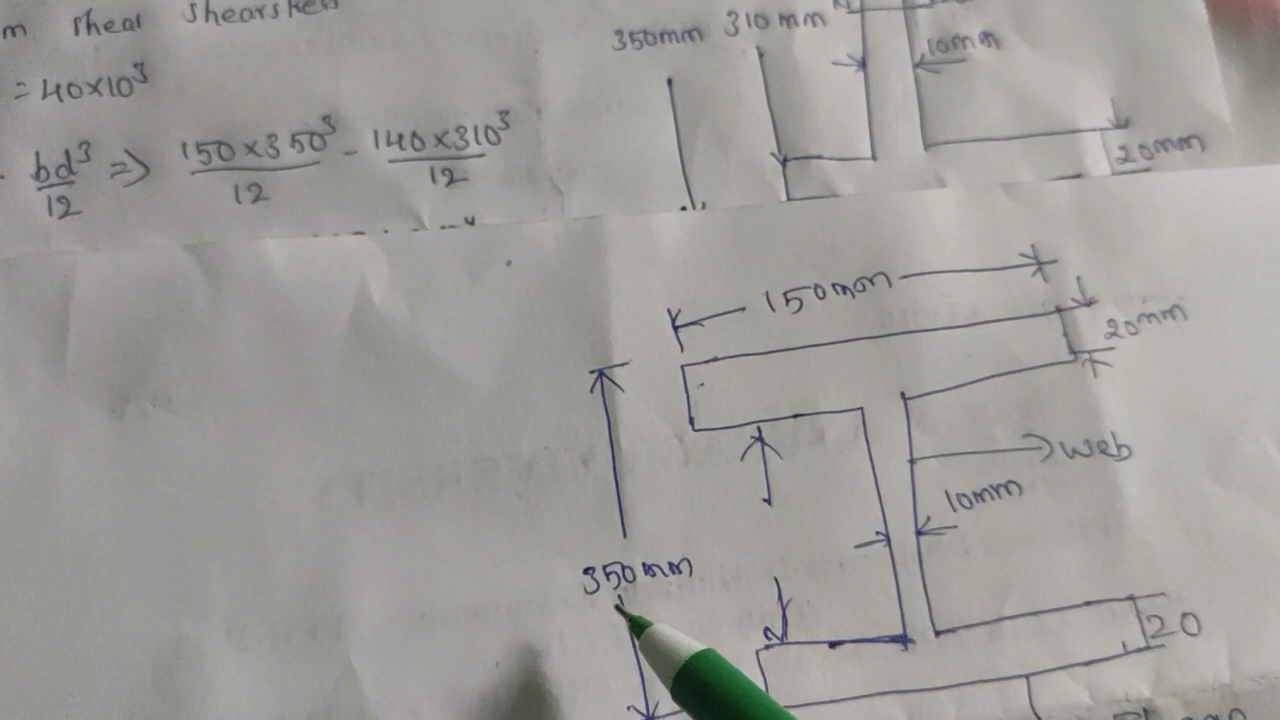 m shear
350mm 310mm
10mm
= 40×10³
bd³/12 ⇒ 150×350³/12 - 140×310³/12
20mm
150mm
20mm
web
10mm
350mm
20